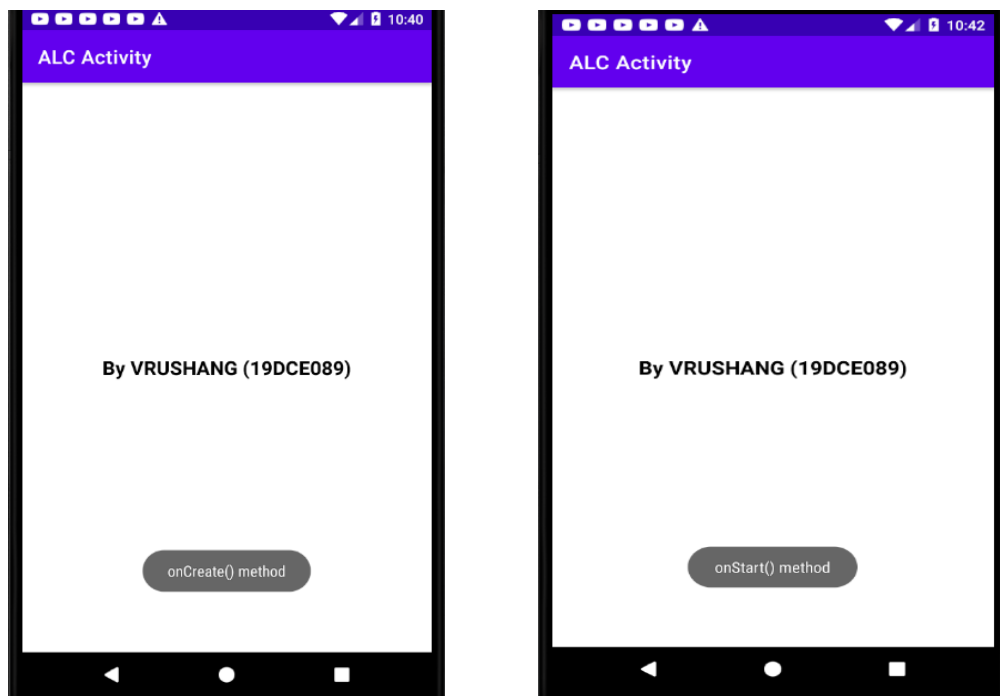 10:40
ALC Activity
By VRUSHANG (19DCE089)
onCreate() method
10:42
ALC Activity
By VRUSHANG (19DCE089)
onStart() method